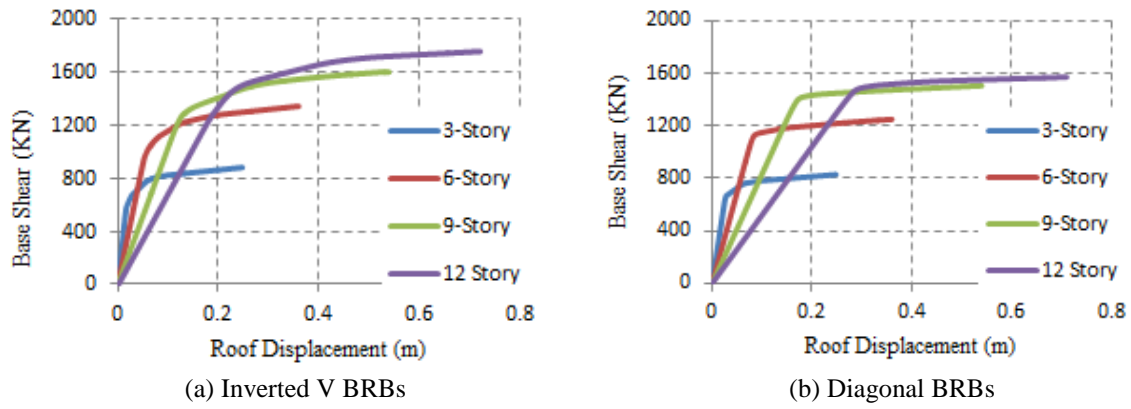 2000
1600
1200
800
400
0
Base Shear (KN)
0 0.2 0.4 0.6 0.8
Roof Displacement (m)
3-Story
6-Story
9-Story
12 Story
(a) Inverted V BRBs
2000
1600
1200
800
400
0
Base Shear (KN)
0 0.2 0.4 0.6 0.8
Roof Displacement (m)
3-Story
6-Story
9-Story
12 Story
(b) Diagonal BRBs